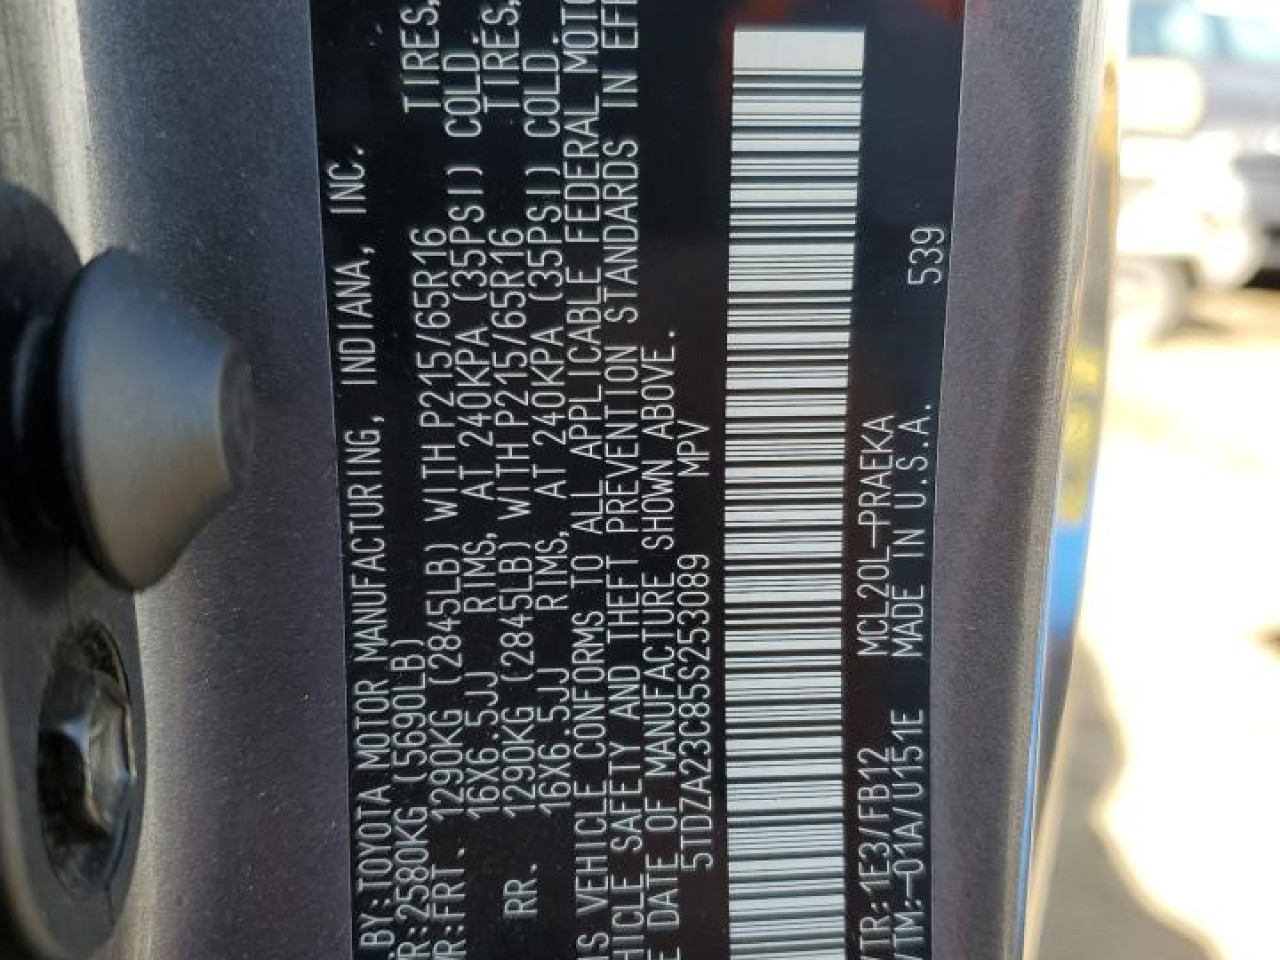 BY:TOYOTA MOTOR MANUFACTURING, INDIANA, INC.
R:2580KG (5690LB)
R:FRT. 1290KG (2845LB) WITH P215/65R16 TIRES,
16X6.5JJ RIMS, AT 240KPA (35PSI) COLD.
RR. 1290KG (2845LB) WITH P215/65R16 TIRES,
16X6.5JJ RIMS, AT 240KPA (35PSI) COLD.
IS VEHICLE CONFORMS TO ALL APPLICABLE FEDERAL MOTO
HICLE SAFETY AND THEFT PREVENTION STANDARDS IN EFF
E DATE OF MANUFACTURE SHOWN ABOVE.
5TDZA23C85S253089 MPV
/TR:1E3/FB12 MCL20L-PRAEKA
/TM:-01A/U151E MADE IN U.S.A. 539